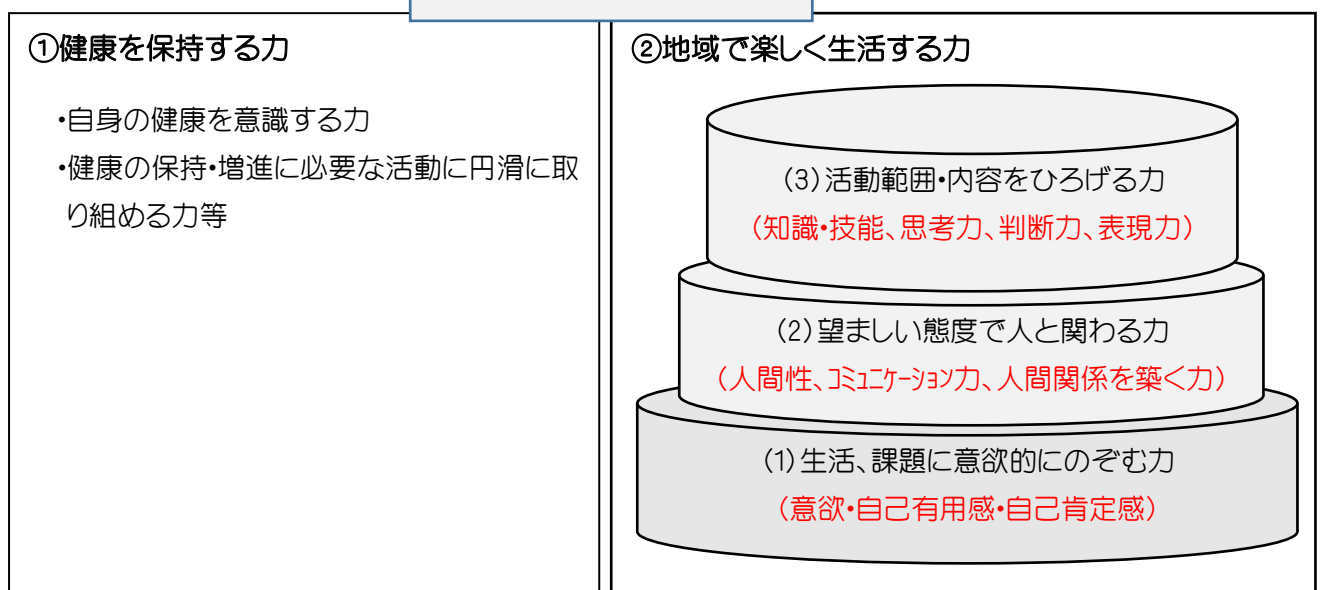 ①健康を保持する力
・自身の健康を意識する力
・健康の保持・増進に必要な活動に円滑に取
り組める力等
②地域で楽しく生活する力
(3)活動範囲・内容をひろげる力
(知識・技能、思考力、判断力、表現力)
(2)望ましい態度で人と関わる力
(人間性、コミュニケーション力、人間関係を築く力)
(1)生活、課題に意欲的にのぞむ力
(意欲・自己有用感・自己肯定感)